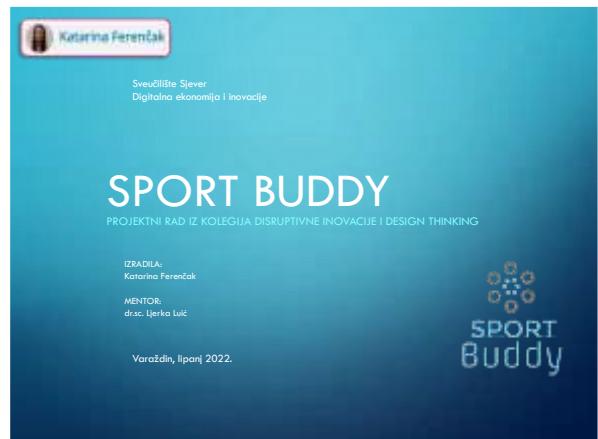 Katarina Ferenčak
Sveučilište Sjever
Digitalna ekonomija i inovacije
SPORT BUDDY
PROJEKTNI RAD IZ KOLEGIJA DISRUPTIVNE INOVACIJE I DESIGN THINKING
IZRADILA:
Katarina Ferenčak
MENTOR:
dr.sc. Ljerka Luić
SPORT
Buddy
Varaždin, lipanj 2022.